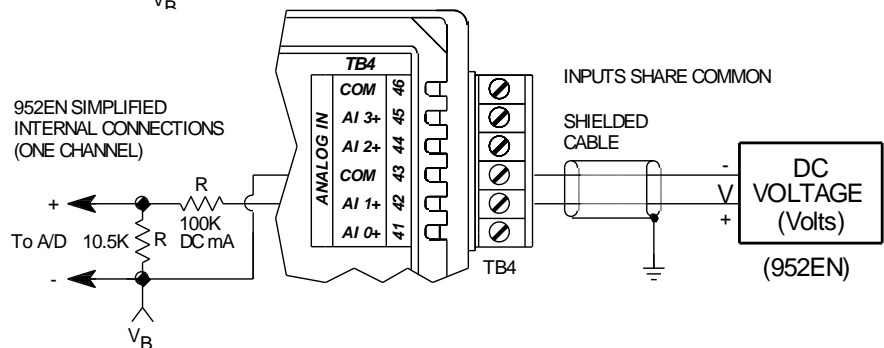 VB
TB4
ANALOG IN
COM 46
AI 3+ 45
AI 2+ 44
COM 43
AI 1+ 42
AI 0+ 41
952EN SIMPLIFIED
INTERNAL CONNECTIONS
(ONE CHANNEL)
R
100K
DC mA
+
To A/D 10.5K R
-
VB
TB4
INPUTS SHARE COMMON
SHIELDED
CABLE
-
V
+
DC
VOLTAGE
(Volts)
(952EN)